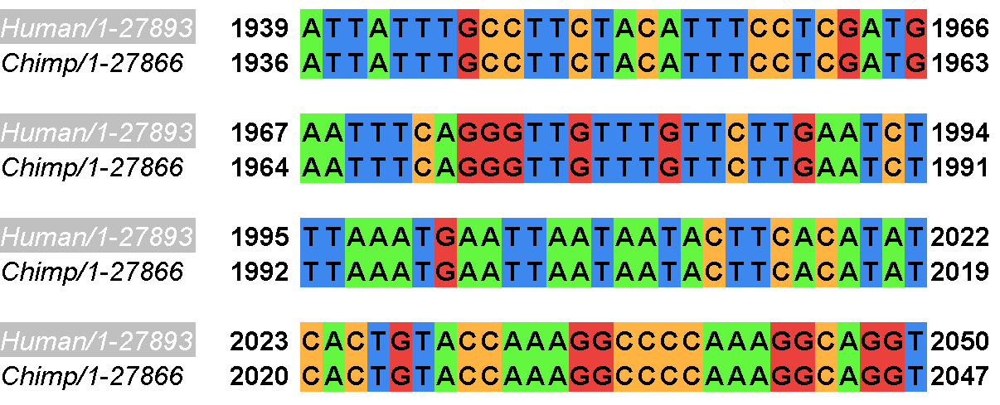 Human/1-27893 1939 ATTATTTGCCTTCTACATTTCCTCGATG 1966
Chimp/1-27866 1936 ATTATTTGCCTTCTACATTTCCTCGATG 1963
Human/1-27893 1967 AATTTCAGGGTTGTTTGTTCTTGAATCT 1994
Chimp/1-27866 1964 AATTTCAGGGTTGTTTGTTCTTGAATCT 1991
Human/1-27893 1995 TTAAATGAATTAATAATACTTCACATAT 2022
Chimp/1-27866 1992 TTAAATGAATTAATAATACTTCACATAT 2019
Human/1-27893 2023 CACTGTACCAAAGGCCCCAAAGGCAGGT 2050
Chimp/1-27866 2020 CACTGTACCAAAGGCCCCAAAGGCAGGT 2047